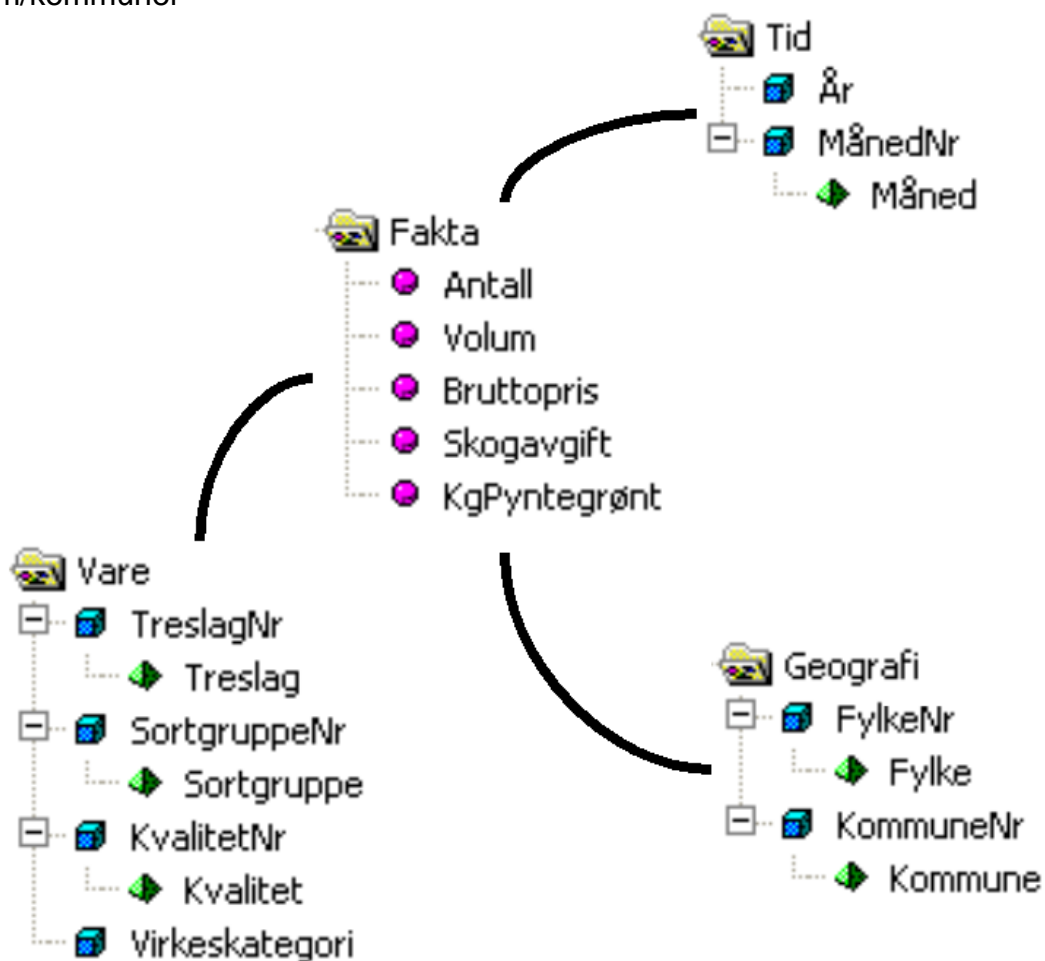 Tid
År
MånedNr
Måned
Fakta
Antall
Volum
Bruttopris
Skogavgift
KgPyntegrønt
Vare
TreslagNr
Treslag
SortgruppeNr
Sortgruppe
KvalitetNr
Kvalitet
Virkeskategori
Geografi
FylkeNr
Fylke
KommuneNr
Kommune